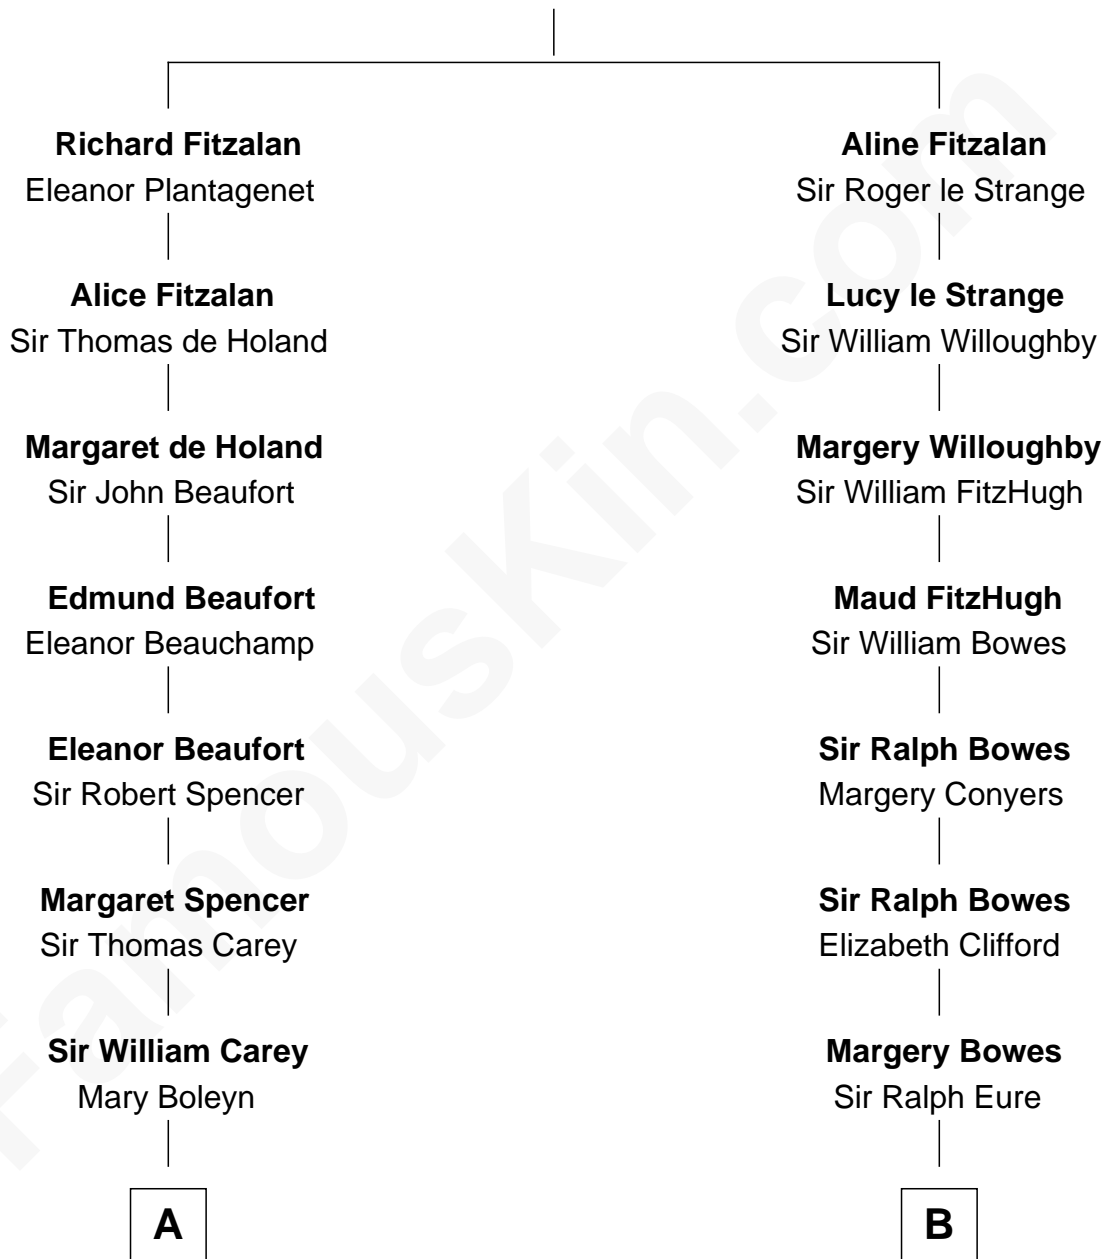 Richard Fitzalan
Eleanor Plantagenet
Alice Fitzalan
Sir Thomas de Holand
Margaret de Holand
Sir John Beaufort
Edmund Beaufort
Eleanor Beauchamp
Eleanor Beaufort
Sir Robert Spencer
Margaret Spencer
Sir Thomas Carey
Sir William Carey
Mary Boleyn
A
Aline Fitzalan
Sir Roger le Strange
Lucy le Strange
Sir William Willoughby
Margery Willoughby
Sir William FitzHugh
Maud FitzHugh
Sir William Bowes
Sir Ralph Bowes
Margery Conyers
Sir Ralph Bowes
Elizabeth Clifford
Margery Bowes
Sir Ralph Eure
B
FamousKin.com